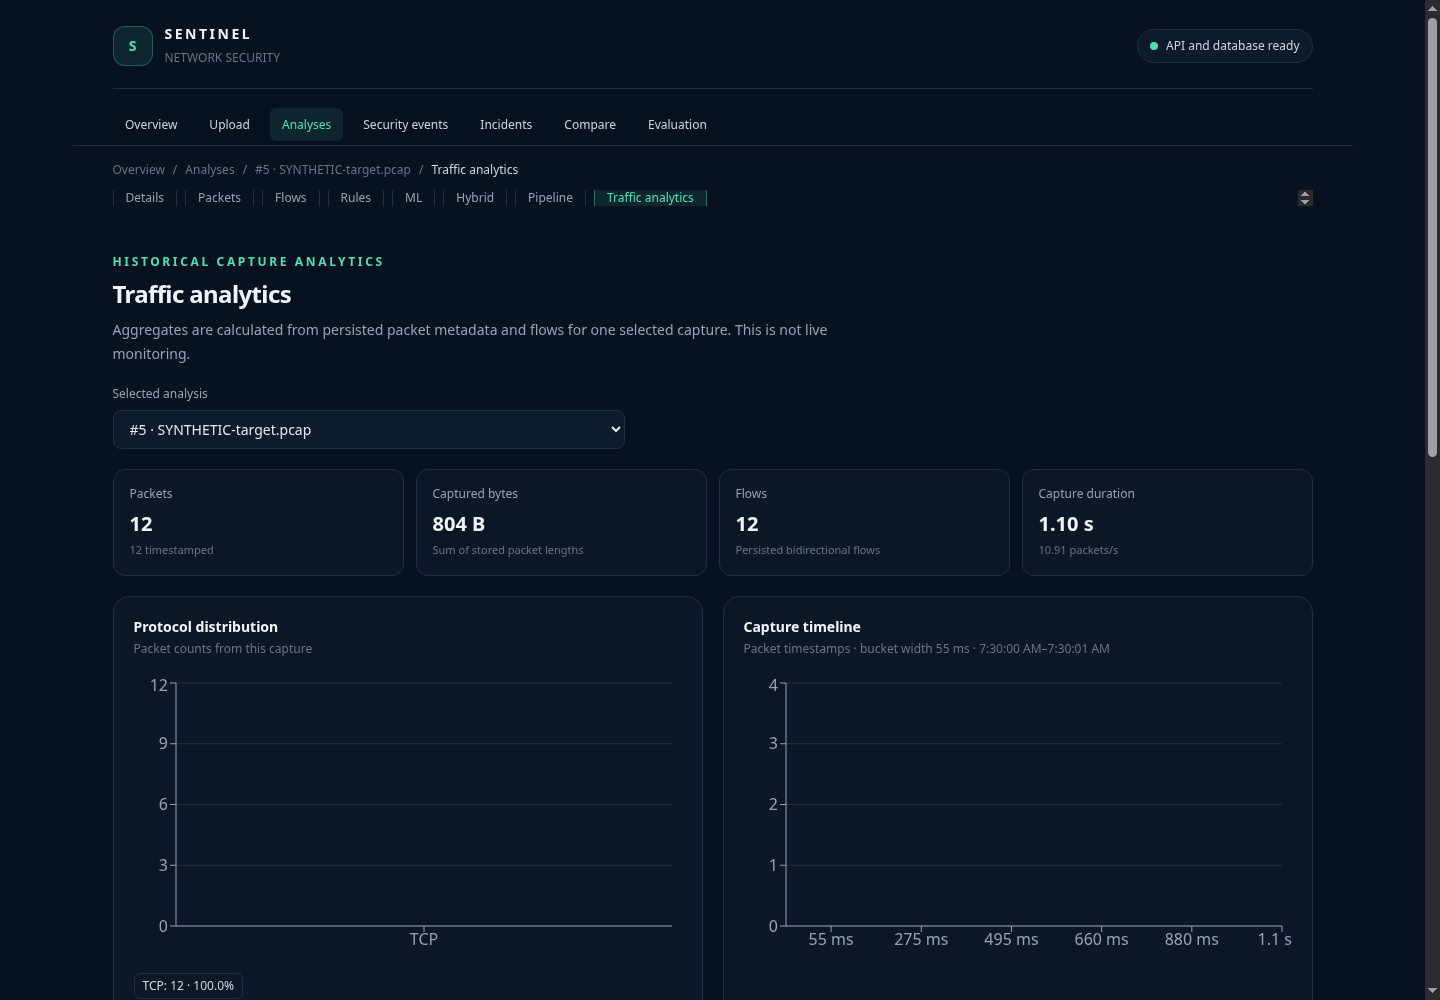 S
SENTINEL
NETWORK SECURITY
API and database ready
Overview
Upload
Analyses
Security events
Incidents
Compare
Evaluation
Overview / Analyses / #5 · SYNTHETIC-target.pcap / Traffic analytics
Details
Packets
Flows
Rules
ML
Hybrid
Pipeline
Traffic analytics
HISTORICAL CAPTURE ANALYTICS
Traffic analytics
Aggregates are calculated from persisted packet metadata and flows for one selected capture. This is not live
monitoring.
Selected analysis
#5 · SYNTHETIC-target.pcap
Packets
12
12 timestamped
Captured bytes
804 B
Sum of stored packet lengths
Flows
12
Persisted bidirectional flows
Capture duration
1.10 s
10.91 packets/s
Protocol distribution
Packet counts from this capture
12
9
6
3
0
TCP
TCP: 12 · 100.0%
Capture timeline
Packet timestamps · bucket width 55 ms · 7:30:00 AM–7:30:01 AM
4
3
2
1
0
55 ms
275 ms
495 ms
660 ms
880 ms
1.1 s